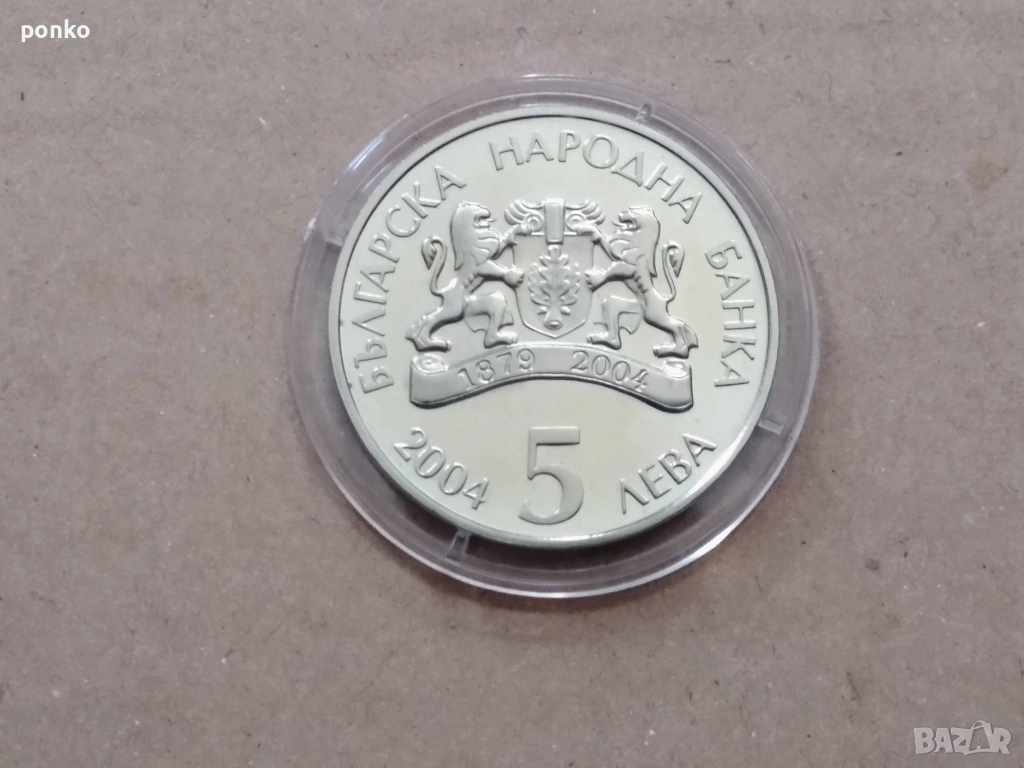 ponko
БЪЛГАРСКА НАРОДНА БАНКА
1879 2004
2004 5 ЛЕВА
BAZAR